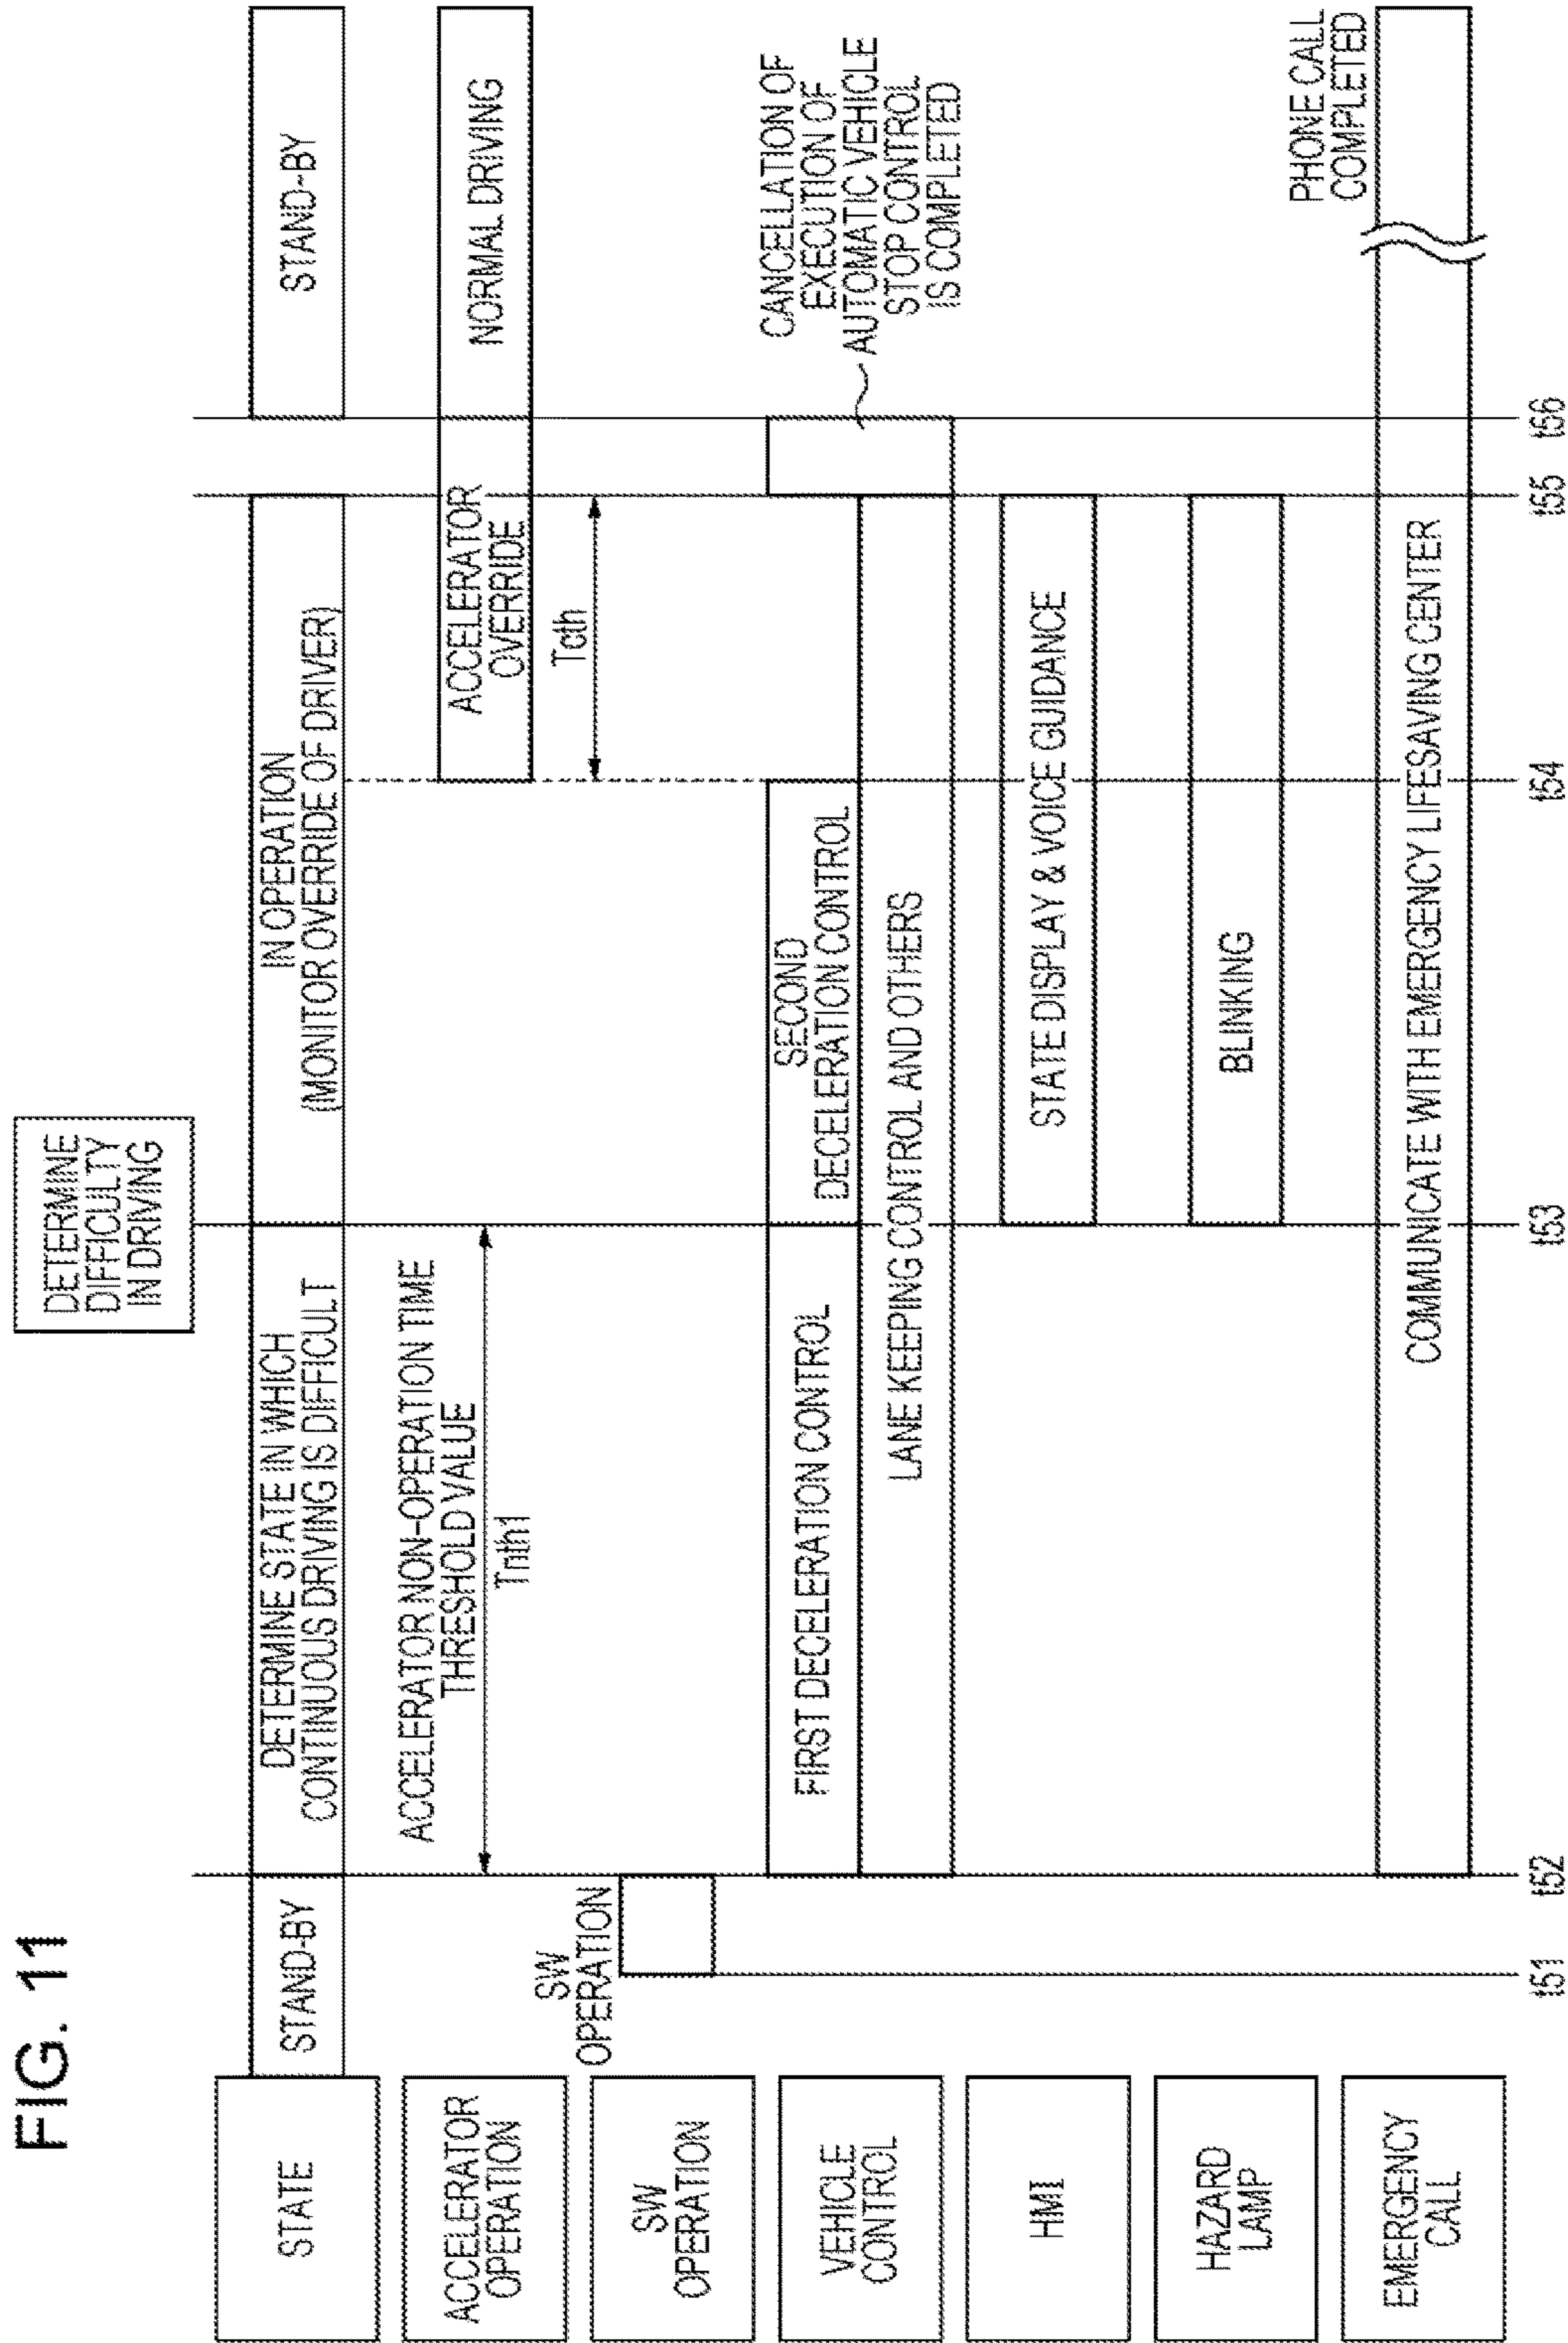 FIG. 11
DETERMINE
DIFFICULTY
IN DRIVING
STATE
STAND-BY
DETERMINE STATE IN WHICH
CONTINUOUS DRIVING IS DIFFICULT
IN OPERATION
(MONITOR OVERRIDE OF DRIVER)
STAND-BY
ACCELERATOR
OPERATION
ACCELERATOR NON-OPERATION TIME
THRESHOLD VALUE
Tnth1
ACCELERATOR
OVERRIDE
NORMAL DRIVING
Tcth
SW
OPERATION
SW
OPERATION
VEHICLE
CONTROL
FIRST DECELERATION CONTROL
SECOND
DECELERATION CONTROL
LANE KEEPING CONTROL AND OTHERS
CANCELLATION OF
EXECUTION OF
AUTOMATIC VEHICLE
STOP CONTROL
IS COMPLETED
HMI
STATE DISPLAY & VOICE GUIDANCE
HAZARD
LAMP
BLINKING
EMERGENCY
CALL
COMMUNICATE WITH EMERGENCY LIFESAVING CENTER
PHONE CALL
COMPLETED
t51
t52
t53
t54
t55
t56